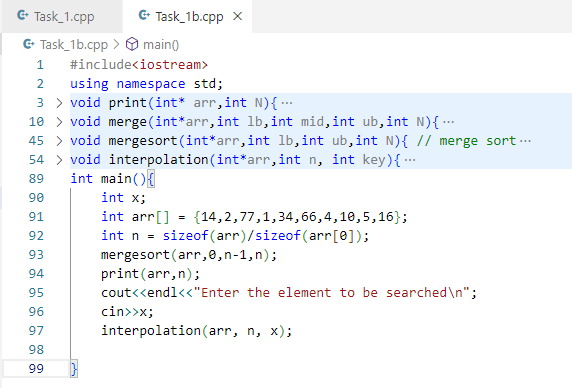 Task_1.cpp Task_1b.cpp ×
Task_1b.cpp > main()
1 #include<iostream>
2 using namespace std;
3 > void print(int* arr,int N){ ···
10 > void merge(int*arr,int lb,int mid,int ub,int N){ ···
45 > void mergesort(int*arr,int lb,int ub,int N){ // merge sort ···
54 > void interpolation(int*arr,int n, int key){ ···
89 int main(){
90 int x;
91 int arr[] = {14,2,77,1,34,66,4,10,5,16};
92 int n = sizeof(arr)/sizeof(arr[0]);
93 mergesort(arr,0,n-1,n);
94 print(arr,n);
95 cout<<endl<<"Enter the element to be searched\n";
96 cin>>x;
97 interpolation(arr, n, x);
98
99 }